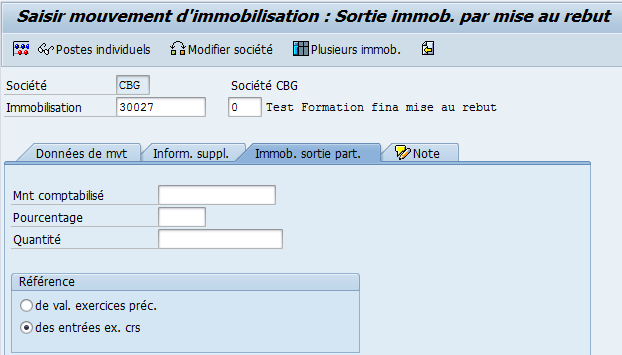 Saisir mouvement d'immobilisation : Sortie immob. par mise au rebut
Postes individuels Modifier société Plusieurs immob.
Société CBG Société CBG
Immobilisation 30027 0 Test Formation fina mise au rebut
Données de mvt Inform. suppl. Immob. sortie part. Note
Mnt comptabilisé
Pourcentage
Quantité
Référence
de val. exercices préc.
des entrées ex. crs